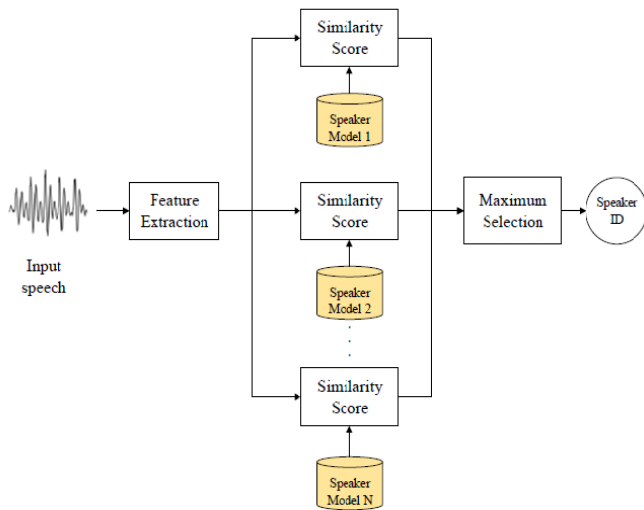 Similarity
Score
Speaker
Model 1
Feature
Extraction
Similarity
Score
Maximum
Selection
Speaker
ID
Input
speech
Speaker
Model 2
Similarity
Score
Speaker
Model N